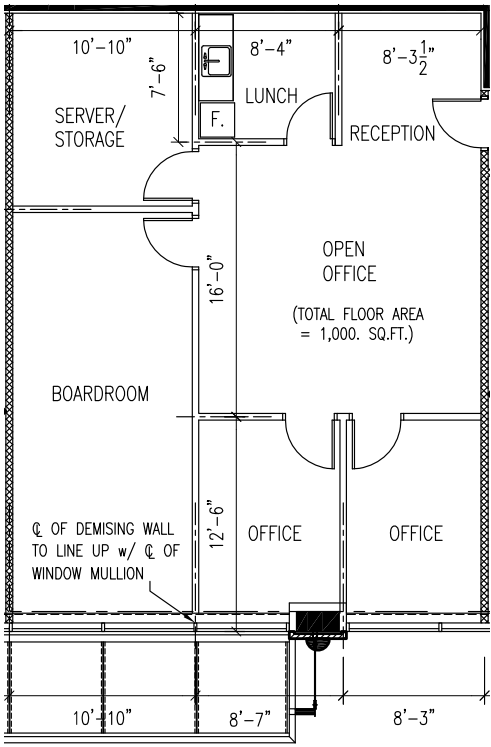 10'-10"
8'-4"
8'-3 1/2"
7'-6"
SERVER/
STORAGE
F.
LUNCH
RECEPTION
OPEN
OFFICE
16'-0"
(TOTAL FLOOR AREA
= 1,000. SQ.FT.)
BOARDROOM
12'-6"
OFFICE
OFFICE
℄ OF DEMISING WALL
TO LINE UP w/ ℄ OF
WINDOW MULLION
10'-10"
8'-7"
8'-3"